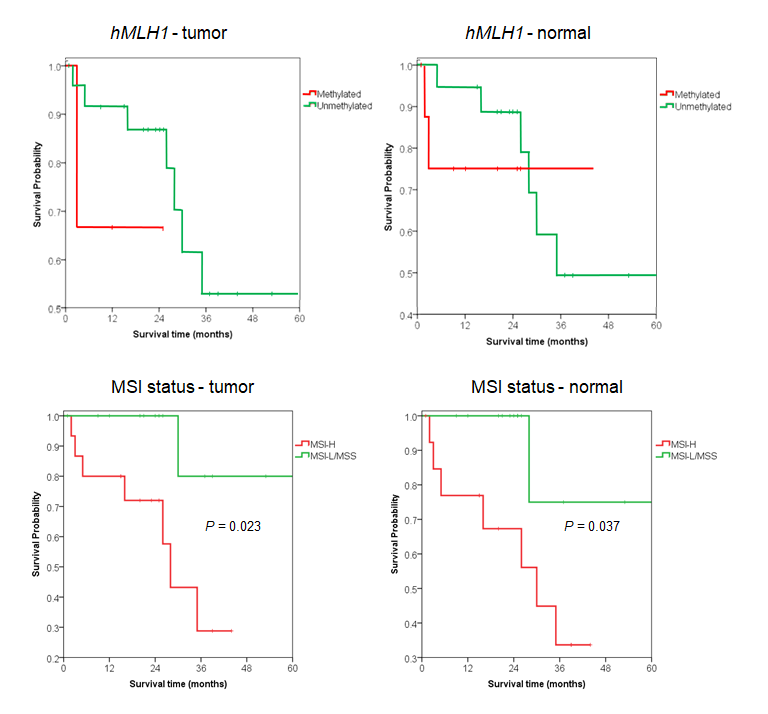 hMLH1 - tumor
1.0
0.9
0.8
0.7
0.6
0.5
0 12 24 36 48 60
Survival Probability
Survival time (months)
Methylated
Unmethylated
hMLH1 - normal
1.0
0.9
0.8
0.7
0.6
0.5
0.4
0 12 24 36 48 60
Survival Probability
Survival time (months)
Methylated
Unmethylated
MSI status - tumor
1.0
0.9
0.8
0.7
0.6
0.5
0.4
0.3
0.2
0 12 24 36 48 60
Survival Probability
Survival time (months)
MSI-H
MSI-L/MSS
P = 0.023
MSI status - normal
1.0
0.9
0.8
0.7
0.6
0.5
0.4
0.3
0 12 24 36 48 60
Survival Probability
Survival time (months)
MSI-H
MSI-L/MSS
P = 0.037